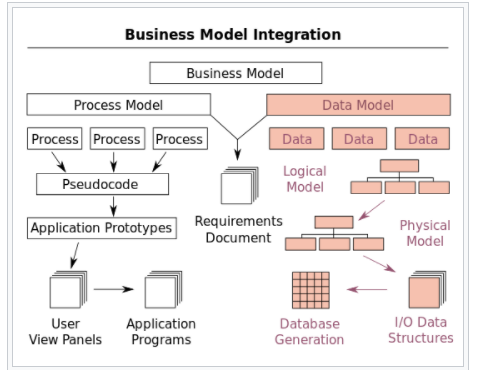 Business Model Integration
Business Model
Process Model
Data Model
Process
Process
Process
Data
Data
Data
Pseudocode
Logical
Model
Application Prototypes
Requirements
Document
Physical
Model
User
View Panels
Application
Programs
Database
Generation
I/O Data
Structures